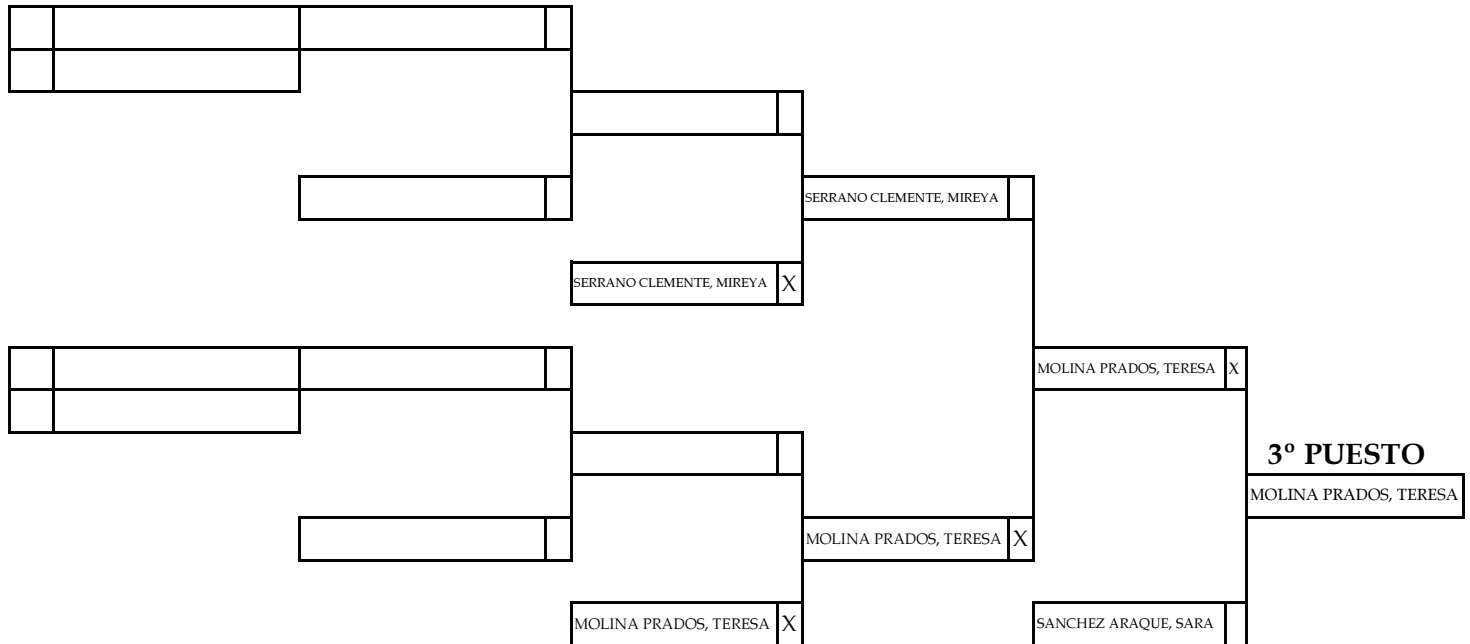 SERRANO CLEMENTE, MIREYA
SERRANO CLEMENTE, MIREYA X
MOLINA PRADOS, TERESA X
3º PUESTO
MOLINA PRADOS, TERESA
MOLINA PRADOS, TERESA X
MOLINA PRADOS, TERESA X
SANCHEZ ARAQUE, SARA